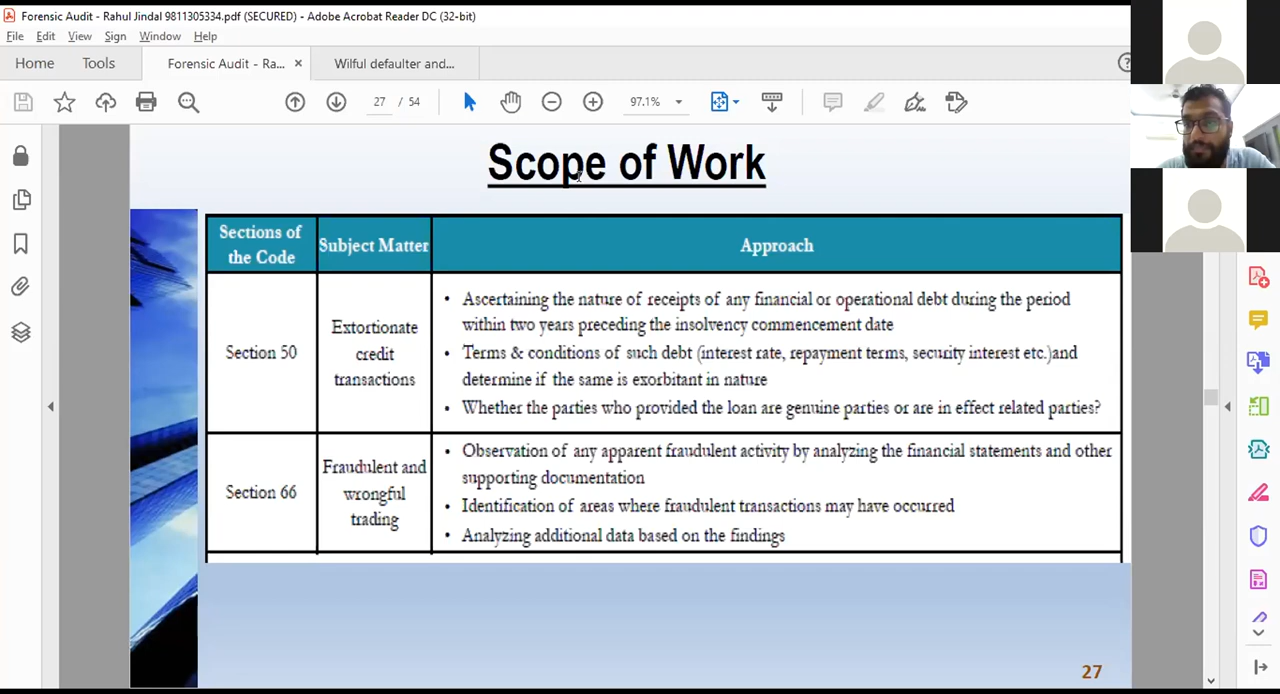 Forensic Audit - Rahul Jindal 9811305334.pdf (SECURED) - Adobe Acrobat Reader DC (32-bit)
File Edit View Sign Window Help
Home Tools Forensic Audit - Ra... × Wilful defaulter and...
27 / 54 97.1%
Scope of Work
Sections of
the Code
Subject Matter
Approach
Section 50
Extortionate
credit
transactions
• Ascertaining the nature of receipts of any financial or operational debt during the period
within two years preceding the insolvency commencement date
• Terms & conditions of such debt (interest rate, repayment terms, security interest etc.)and
determine if the same is exorbitant in nature
• Whether the parties who provided the loan are genuine parties or are in effect related parties?
Section 66
Fraudulent and
wrongful
trading
• Observation of any apparent fraudulent activity by analyzing the financial statements and other
supporting documentation
• Identification of areas where fraudulent transactions may have occurred
• Analyzing additional data based on the findings
27